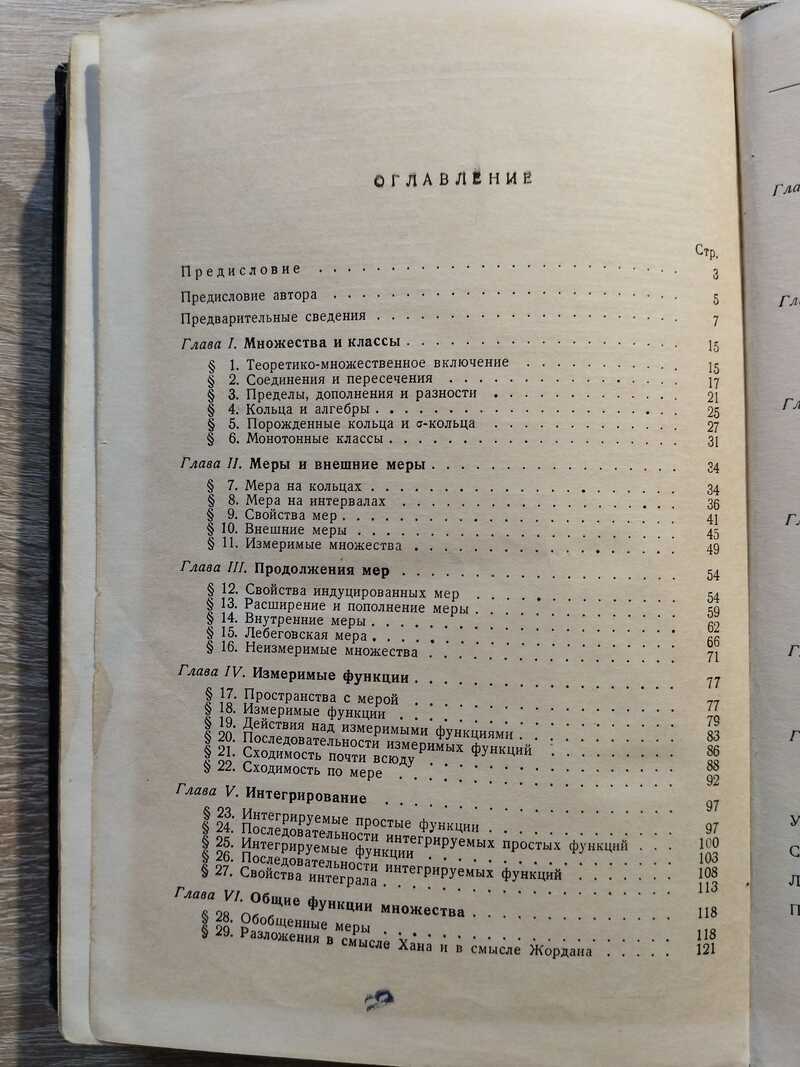 ОГЛАВЛЕНИЕ
Стр.
Предисловие 3
Предисловие автора 5
Предварительные сведения 7
Глава I. Множества и классы 15
§ 1. Теоретико-множественное включение 15
§ 2. Соединения и пересечения 17
§ 3. Пределы, дополнения и разности 21
§ 4. Кольца и алгебры 25
§ 5. Порожденные кольца и σ-кольца 27
§ 6. Монотонные классы 31
Глава II. Меры и внешние меры 34
§ 7. Мера на кольцах 34
§ 8. Мера на интервалах 36
§ 9. Свойства мер 41
§ 10. Внешние меры 45
§ 11. Измеримые множества 49
Глава III. Продолжения мер 54
§ 12. Свойства индуцированных мер 54
§ 13. Расширение и пополнение меры 59
§ 14. Внутренние меры 62
§ 15. Лебеговская мера 66
§ 16. Неизмеримые множества 71
Глава IV. Измеримые функции 77
§ 17. Пространства с мерой 77
§ 18. Измеримые функции 79
§ 19. Действия над измеримыми функциями 83
§ 20. Последовательности измеримых функций 86
§ 21. Сходимость почти всюду 88
§ 22. Сходимость по мере 92
Глава V. Интегрирование 97
§ 23. Интегрируемые простые функции 97
§ 24. Последовательности интегрируемых простых функций 100
§ 25. Интегрируемые функции 103
§ 26. Последовательности интегрируемых функций 108
§ 27. Свойства интеграла 113
Глава VI. Общие функции множества 118
§ 28. Обобщенные меры 118
§ 29. Разложения в смысле Хана и в смысле Жордана 121